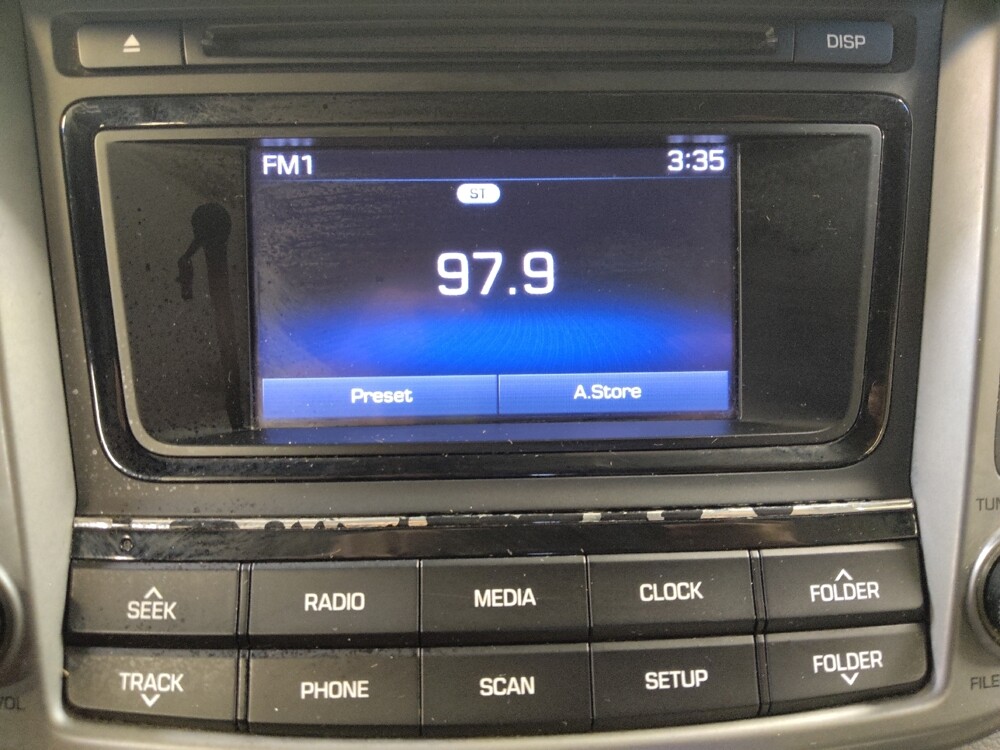 DISP
FM1 3:35
ST
97.9
Preset A.Store
SEEK RADIO MEDIA CLOCK FOLDER
TRACK PHONE SCAN SETUP FOLDER
VOL
TUN
FILE